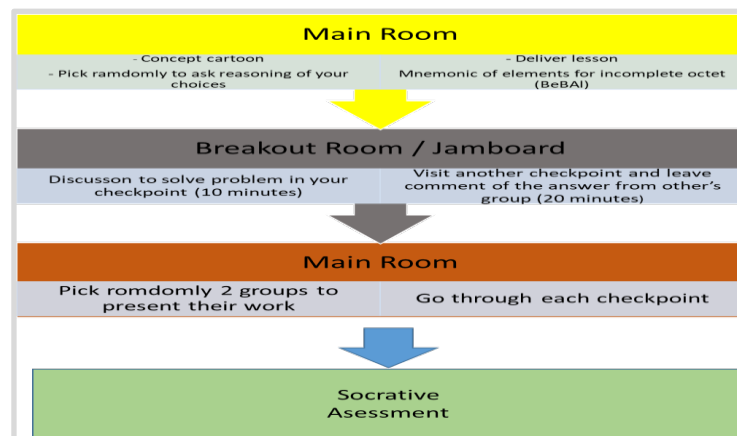 Main Room
- Concept cartoon
- Pick ramdomly to ask reasoning of your
choices
- Deliver lesson
Mnemonic of elements for incomplete octet
(BeBAl)
Breakout Room / Jamboard
Discusson to solve problem in your
checkpoint (10 minutes)
Visit another checkpoint and leave
comment of the answer from other's
group (20 minutes)
Main Room
Pick romdomly 2 groups to
present their work
Go through each checkpoint
Socrative
Asessment